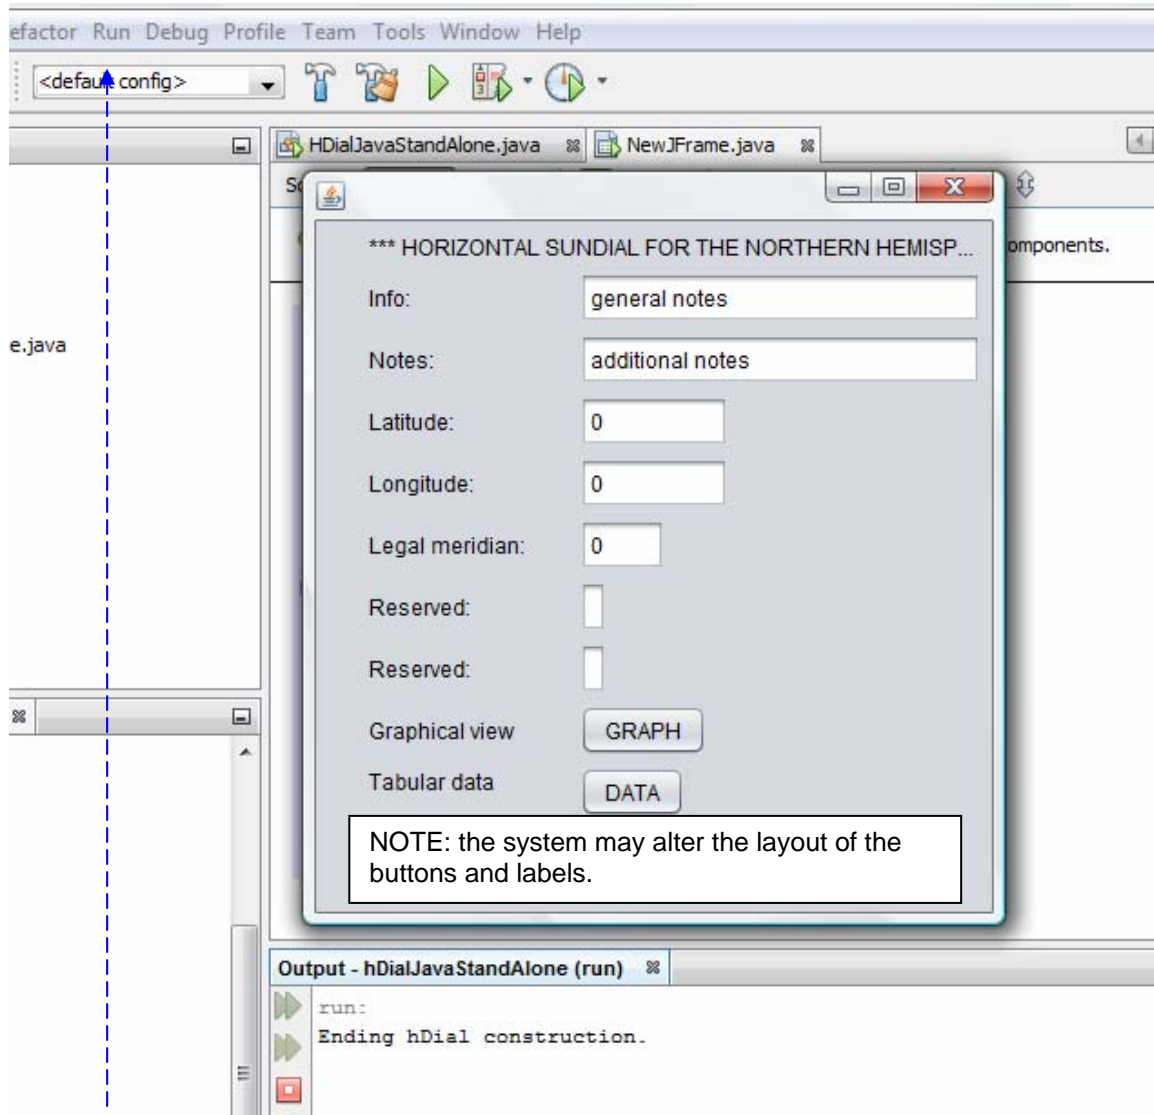 efactor Run Debug Profile Team Tools Window Help
<default config>
HDialJavaStandAlone.java NewJFrame.java
omponents.
*** HORIZONTAL SUNDIAL FOR THE NORTHERN HEMISP...
Info: general notes
e.java
Notes: additional notes
Latitude: 0
Longitude: 0
Legal meridian: 0
Reserved:
Reserved:
Graphical view GRAPH
Tabular data DATA
NOTE: the system may alter the layout of the
buttons and labels.
Output - hDialJavaStandAlone (run)
run:
Ending hDial construction.